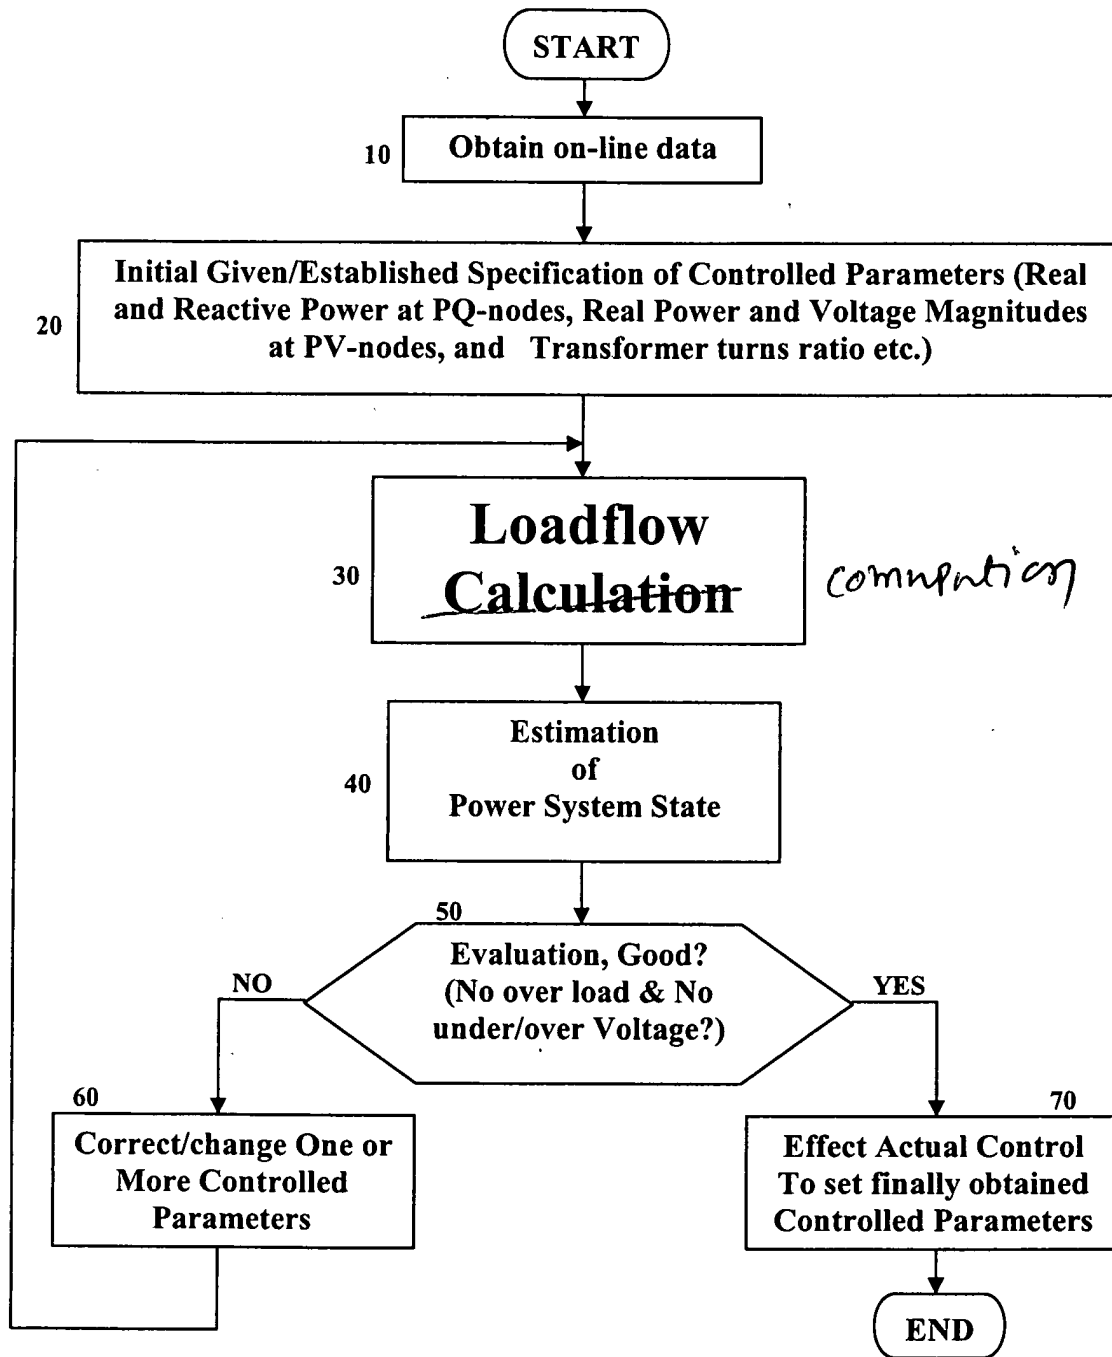 START
10
Obtain on-line data
Initial Given/Established Specification of Controlled Parameters (Real
20
and Reactive Power at PQ-nodes, Real Power and Voltage Magnitudes
at PV-nodes, and Transformer turns ratio etc.)
Loadflow
30
Calculation
computation
Estimation
of
40
Power System State
50
Evaluation, Good?
NO
(No over load & No
YES
under/over Voltage?)
60
Correct/change One or
More Controlled
Parameters
70
Effect Actual Control
To set finally obtained
Controlled Parameters
END